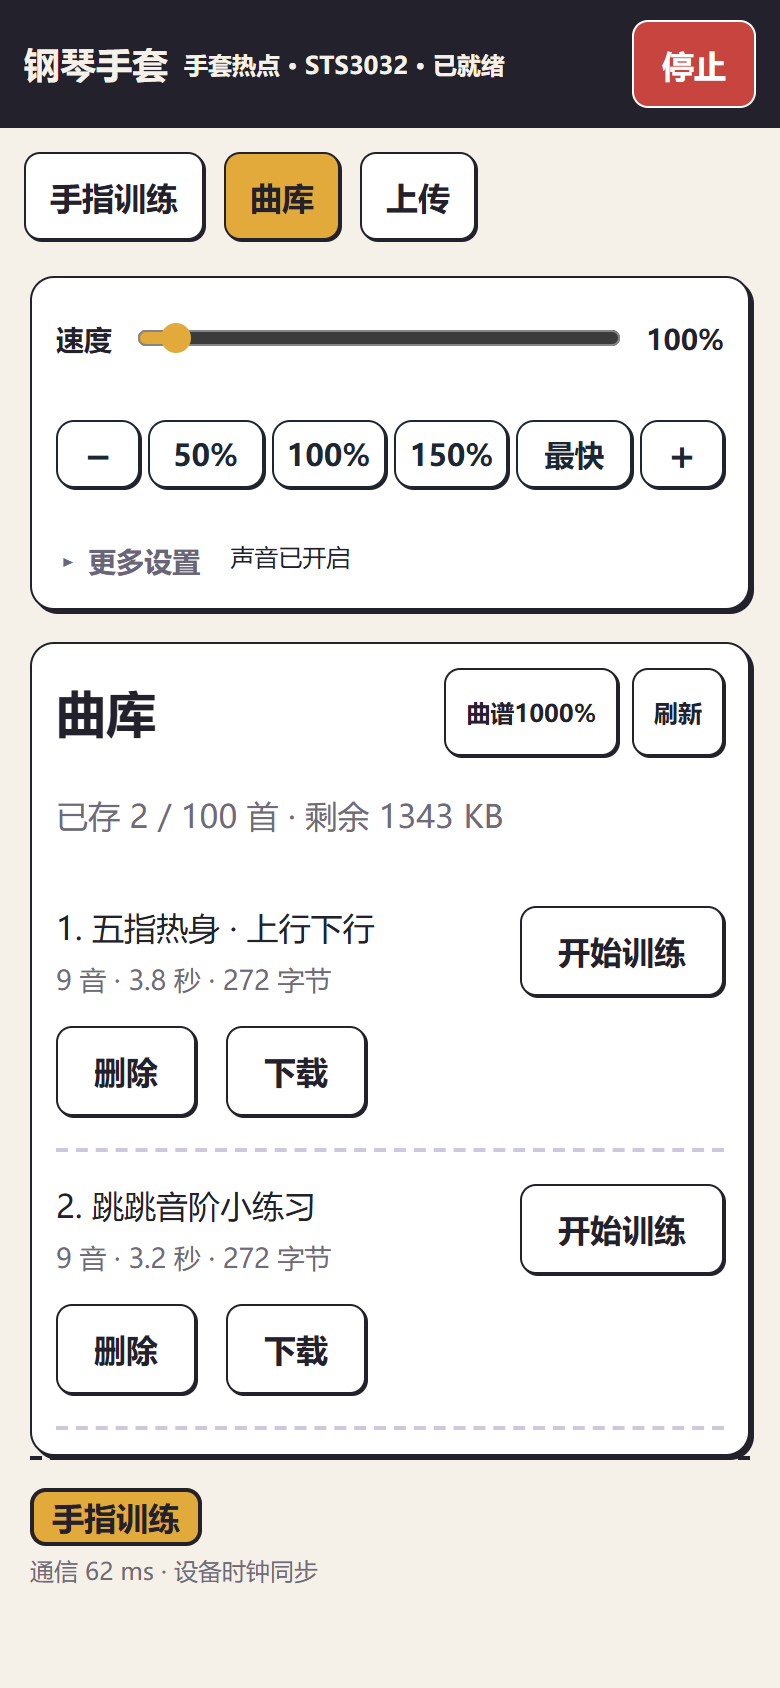 钢琴手套 手套热点 • STS3032 • 已就绪 停止
手指训练 曲库 上传
速度 100%
− 50% 100% 150% 最快 +
▸ 更多设置 声音已开启
曲库 曲谱1000% 刷新
已存 2 / 100 首 · 剩余 1343 KB
1. 五指热身 · 上行下行 开始训练
9 音 · 3.8 秒 · 272 字节
删除 下载
2. 跳跳音阶小练习 开始训练
9 音 · 3.2 秒 · 272 字节
删除 下载
手指训练
通信 62 ms · 设备时钟同步